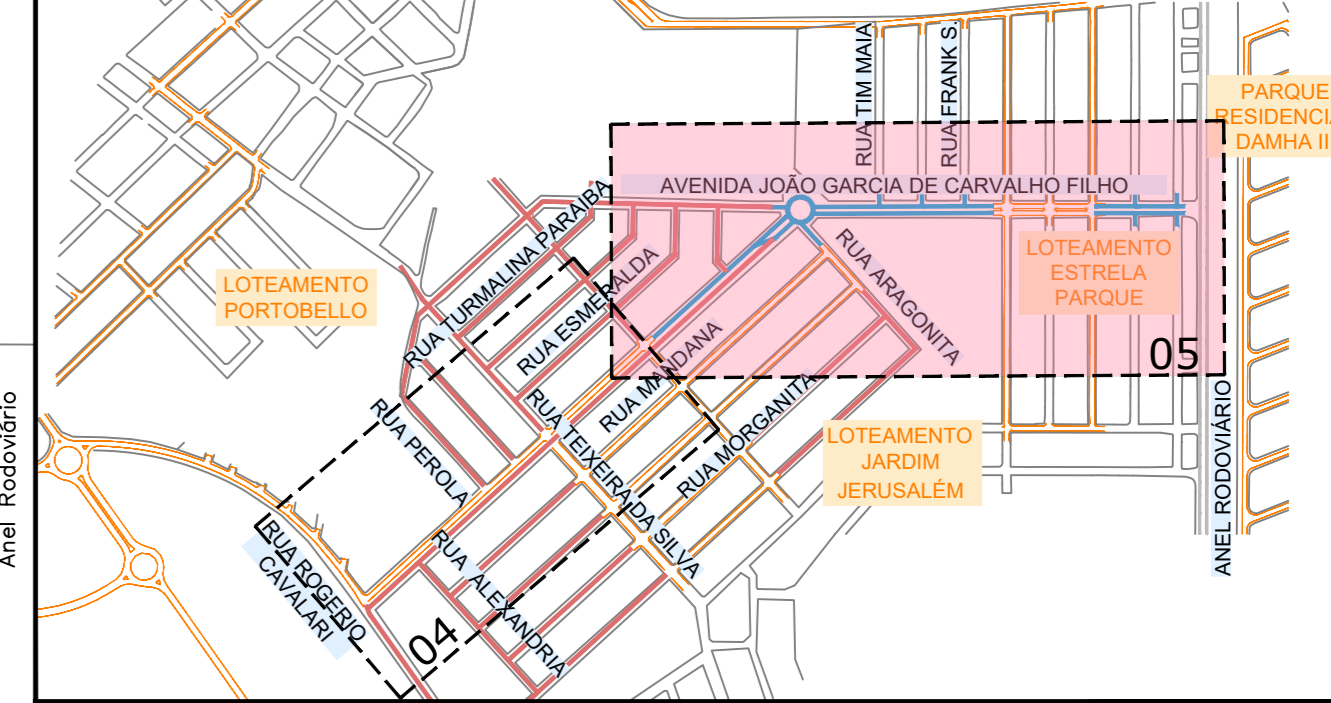 RUA TIM MAIA
RUA FRANK S.
PARQUE
RESIDENCIA
DAMHA II
AVENIDA JOÃO GARCIA DE CARVALHO FILHO
RUA TURMALINA PARAIBA
RUA ESMERALDA
RUA ARAGONITA
LOTEAMENTO
ESTRELA
PARQUE
LOTEAMENTO
PORTOBELLO
RUA MANDANA
05
RUA PEROLA
RUA TEIXEIRA DA SILVA
RUA MORGANITA
LOTEAMENTO
JARDIM
JERUSALÉM
ANEL RODOVIÁRIO
Anel Rodoviário
RUA ROGERIO
CAVALARI
RUA ALEXANDRIA
04